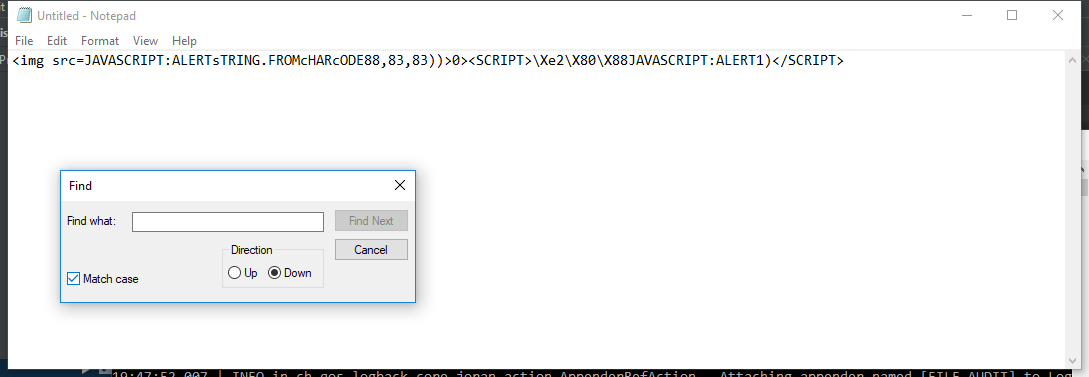 Untitled - Notepad
File Edit Format View Help
<img src=JAVASCRIPT:ALERTsTRING.FROMcHARcODE88,83,83))>0><SCRIPT>\Xe2\X80\X88JAVASCRIPT:ALERT1)</SCRIPT>
Find
Find what:
Find Next
Direction
Cancel
Up Down
Match case
19:47:52.007 | INFO in ch.qos.logback.core.joran.action.AppenderRefAction - Attaching appender named [FILE_AUDIT] to Log